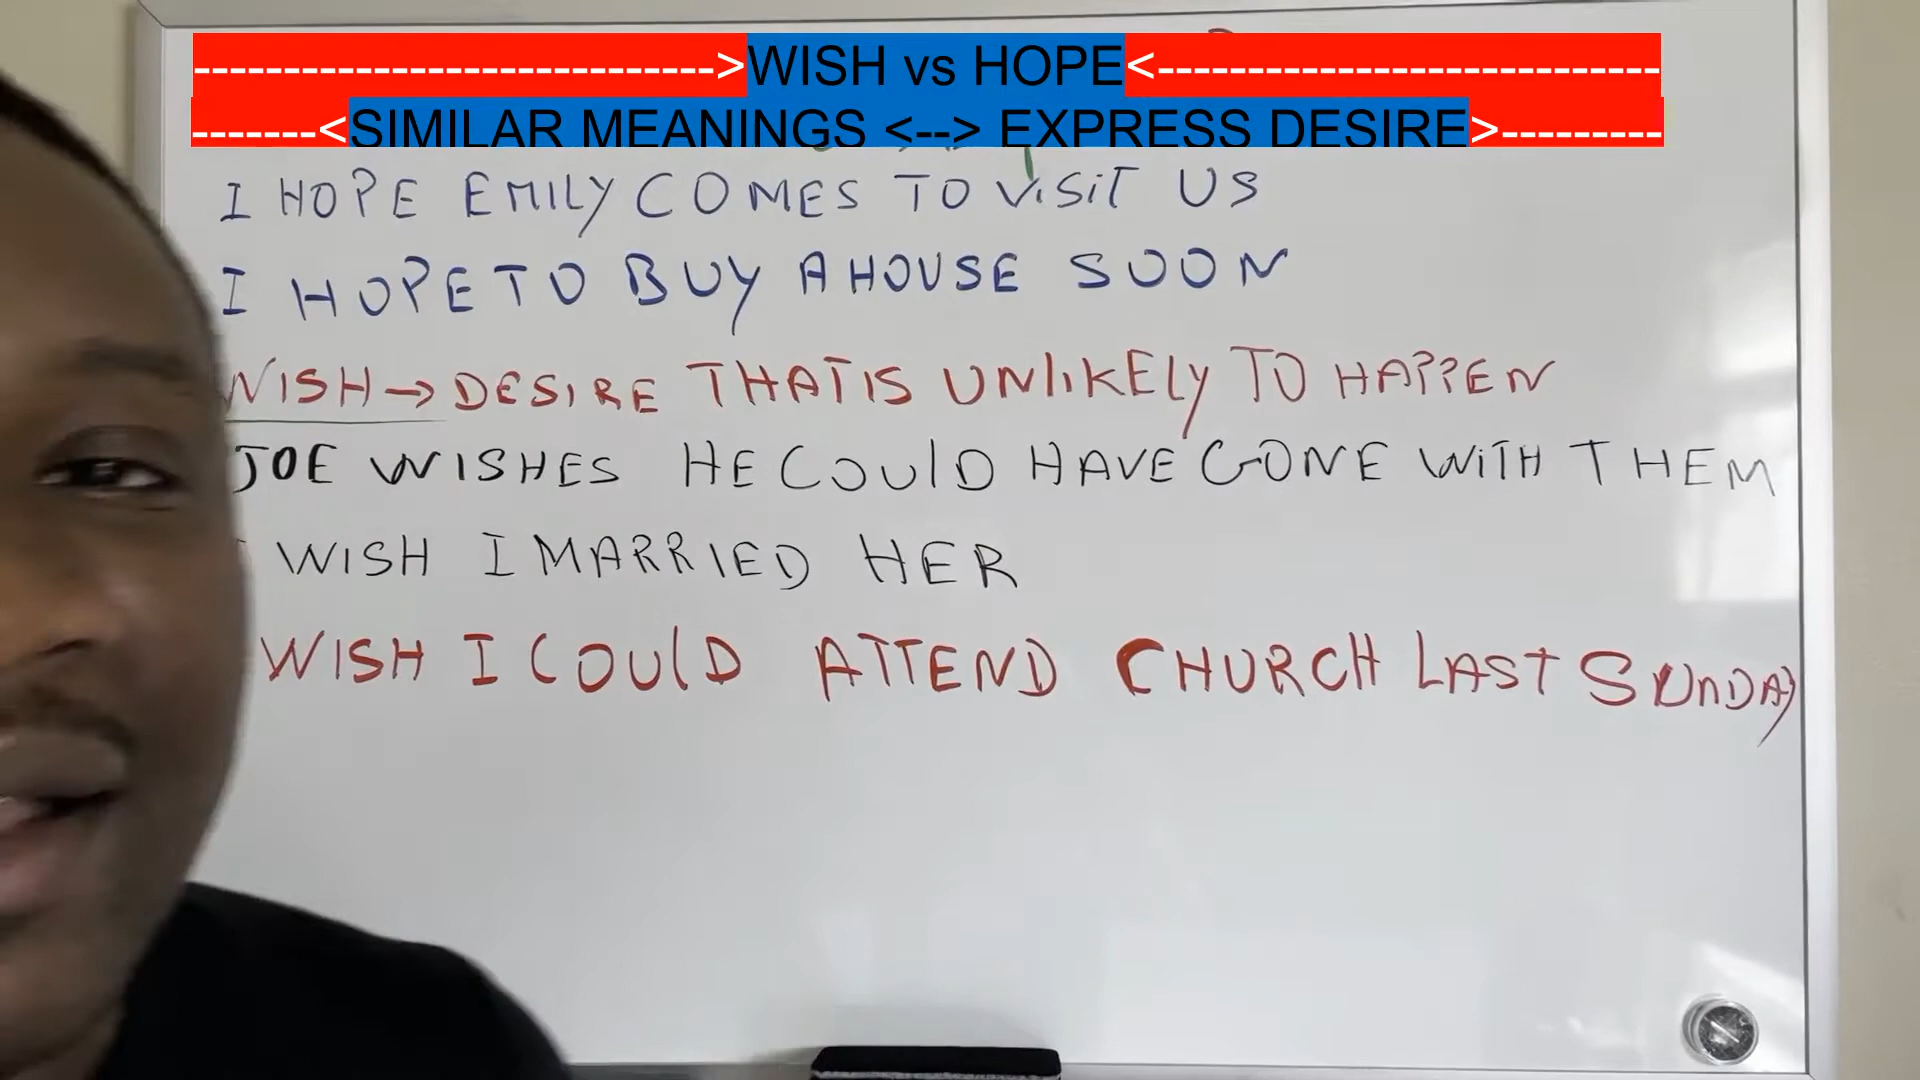 ---------------------------->WISH vs HOPE<---------------------------
-------<SIMILAR MEANINGS <--> EXPRESS DESIRE>---------
I HOPE EMILY COMES TO VISIT US
I HOPE TO BUY A HOUSE SOON
WISH → DESIRE THAT IS UNLIKELY TO HAPPEN
JOE WISHES HE COULD HAVE GONE WITH THEM
WISH I MARRIED HER
WISH I COULD ATTEND CHURCH LAST SUNDAY